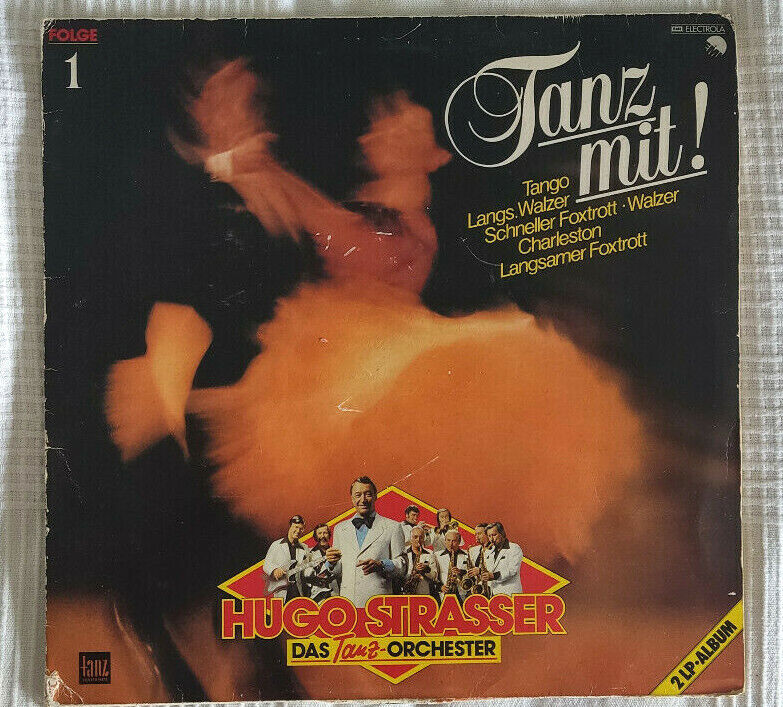 FOLGE
1
EMI ELECTROLA
Tanz
mit!
Tango
Langs. Walzer
Schneller Foxtrott · Walzer
Charleston
Langsamer Foxtrott
HUGO STRASSER
DAS Tanz-ORCHESTER
tanz
2 LP-ALBUM